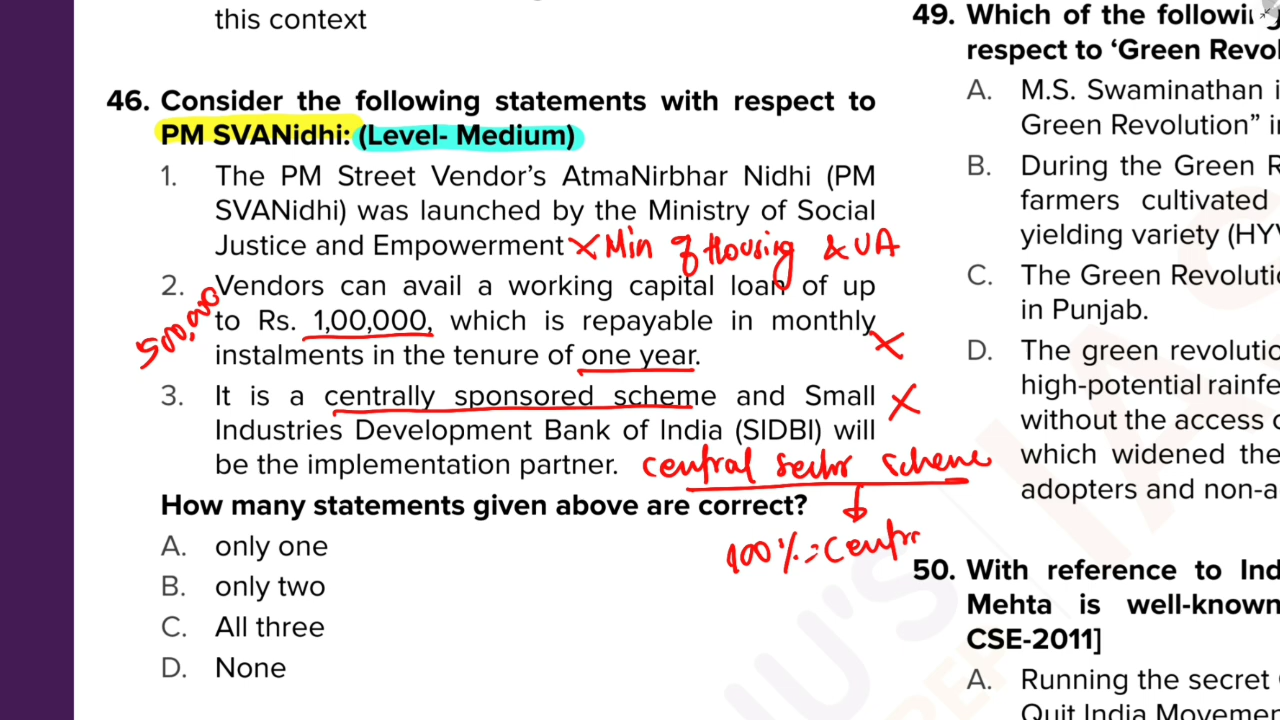 this context
46. Consider the following statements with respect to
PM SVANidhi: (Level- Medium)
1. The PM Street Vendor's AtmaNirbhar Nidhi (PM
SVANidhi) was launched by the Ministry of Social
Justice and Empowerment × Min of Housing & UA
2. Vendors can avail a working capital loan of up
to Rs. 1,00,000, which is repayable in monthly
instalments in the tenure of one year. ×
3. It is a centrally sponsored scheme and Small ×
Industries Development Bank of India (SIDBI) will
be the implementation partner. central sector scheme
How many statements given above are correct?
100% = Centr
A. only one
B. only two
C. All three
D. None
49. Which of the following
respect to ‘Green Revol
A. M.S. Swaminathan i
Green Revolution” in
B. During the Green R
farmers cultivated
yielding variety (HYV
C. The Green Revolutio
in Punjab.
D. The green revolutio
high-potential rainfe
without the access o
which widened the
adopters and non-a
50. With reference to Ind
Mehta is well-known
CSE-2011]
A. Running the secret
Quit India Movemen